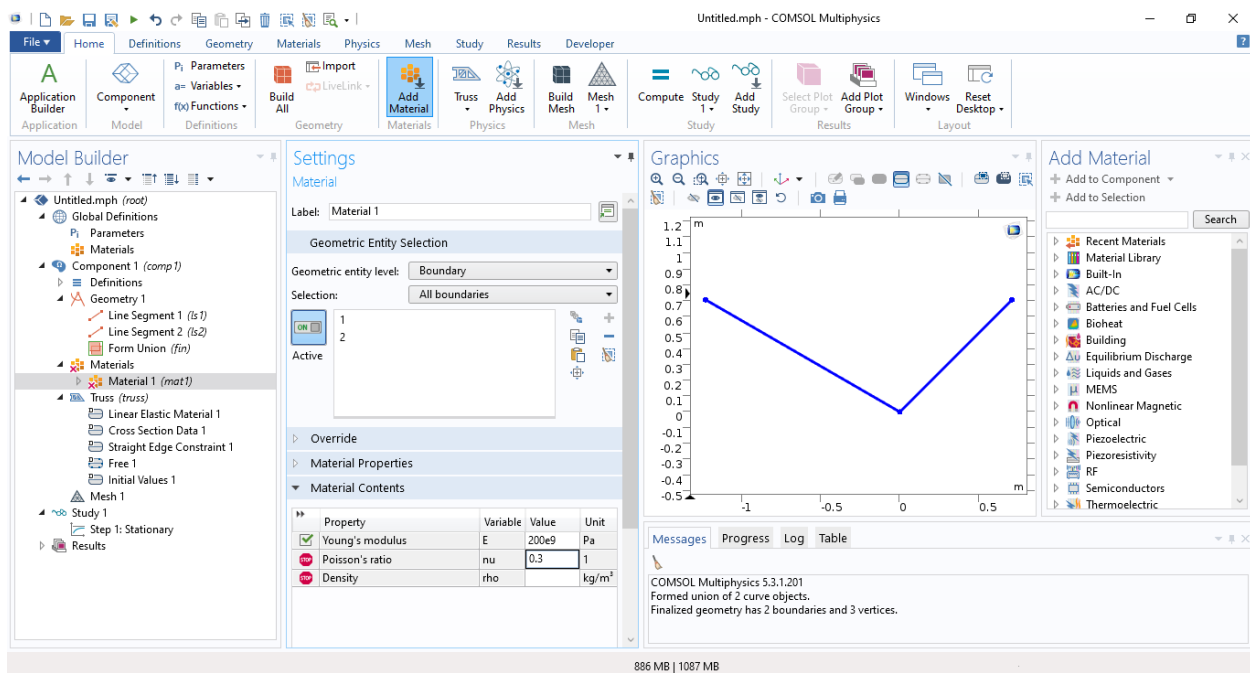 Untitled.mph - COMSOL Multiphysics
File Home Definitions Geometry Materials Physics Mesh Study Results Developer
A
Application Builder
Component
Pi Parameters
a= Variables
f(x) Functions
Build All
Import
LiveLink
Add Material
Truss
Add Physics
Build Mesh
Mesh 1
Compute
Study 1
Add Study
Select Plot Group
Add Plot Group
Windows
Reset Desktop
Application Model Definitions Geometry Materials Physics Mesh Study Results Layout
Model Builder
Untitled.mph (root)
Global Definitions
Pi Parameters
Materials
Component 1 (comp1)
Definitions
Geometry 1
Line Segment 1 (ls1)
Line Segment 2 (ls2)
Form Union (fin)
Materials
Material 1 (mat1)
Truss (truss)
Linear Elastic Material 1
Cross Section Data 1
Straight Edge Constraint 1
Free 1
Initial Values 1
Mesh 1
Study 1
Step 1: Stationary
Results
Settings
Material
Label: Material 1
Geometric Entity Selection
Geometric entity level: Boundary
Selection: All boundaries
ON
Active
1
2
Override
Material Properties
Material Contents
Property Variable Value Unit
Young's modulus E 200e9 Pa
STOP Poisson's ratio nu 0.3 1
STOP Density rho kg/m³
Graphics
m
1.2
1.1
1
0.9
0.8
0.7
0.6
0.5
0.4
0.3
0.2
0.1
0
-0.1
-0.2
-0.3
-0.4
-0.5
m
-1 -0.5 0 0.5
Messages Progress Log Table
COMSOL Multiphysics 5.3.1.201
Formed union of 2 curve objects.
Finalized geometry has 2 boundaries and 3 vertices.
Add Material
Add to Component
Add to Selection
Search
Recent Materials
Material Library
Built-In
AC/DC
Batteries and Fuel Cells
Bioheat
Building
Equilibrium Discharge
Liquids and Gases
MEMS
Nonlinear Magnetic
Optical
Piezoelectric
Piezoresistivity
RF
Semiconductors
Thermoelectric
886 MB | 1087 MB